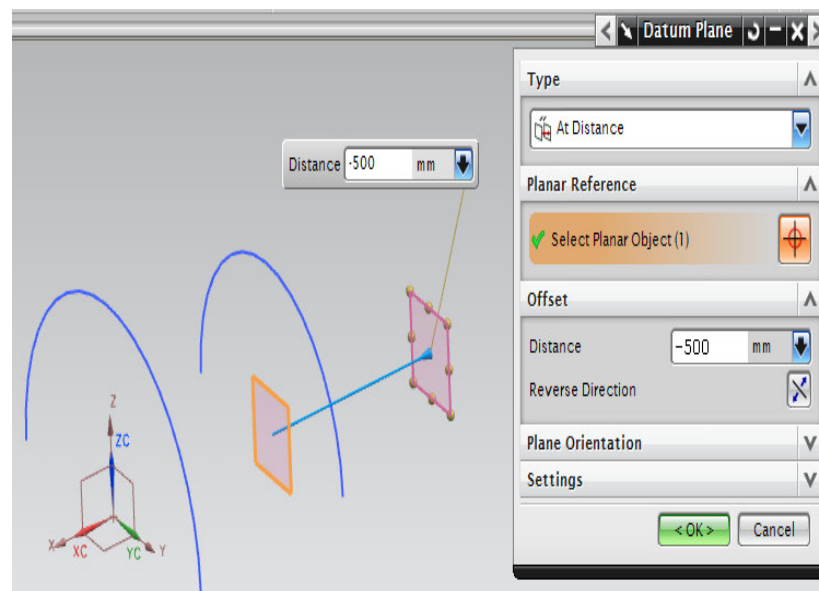 Datum Plane
Type
At Distance
Distance -500 mm
Planar Reference
Select Planar Object (1)
Offset
Distance -500 mm
Reverse Direction
Plane Orientation
Settings
< OK > Cancel
Z
ZC
X XC YC Y